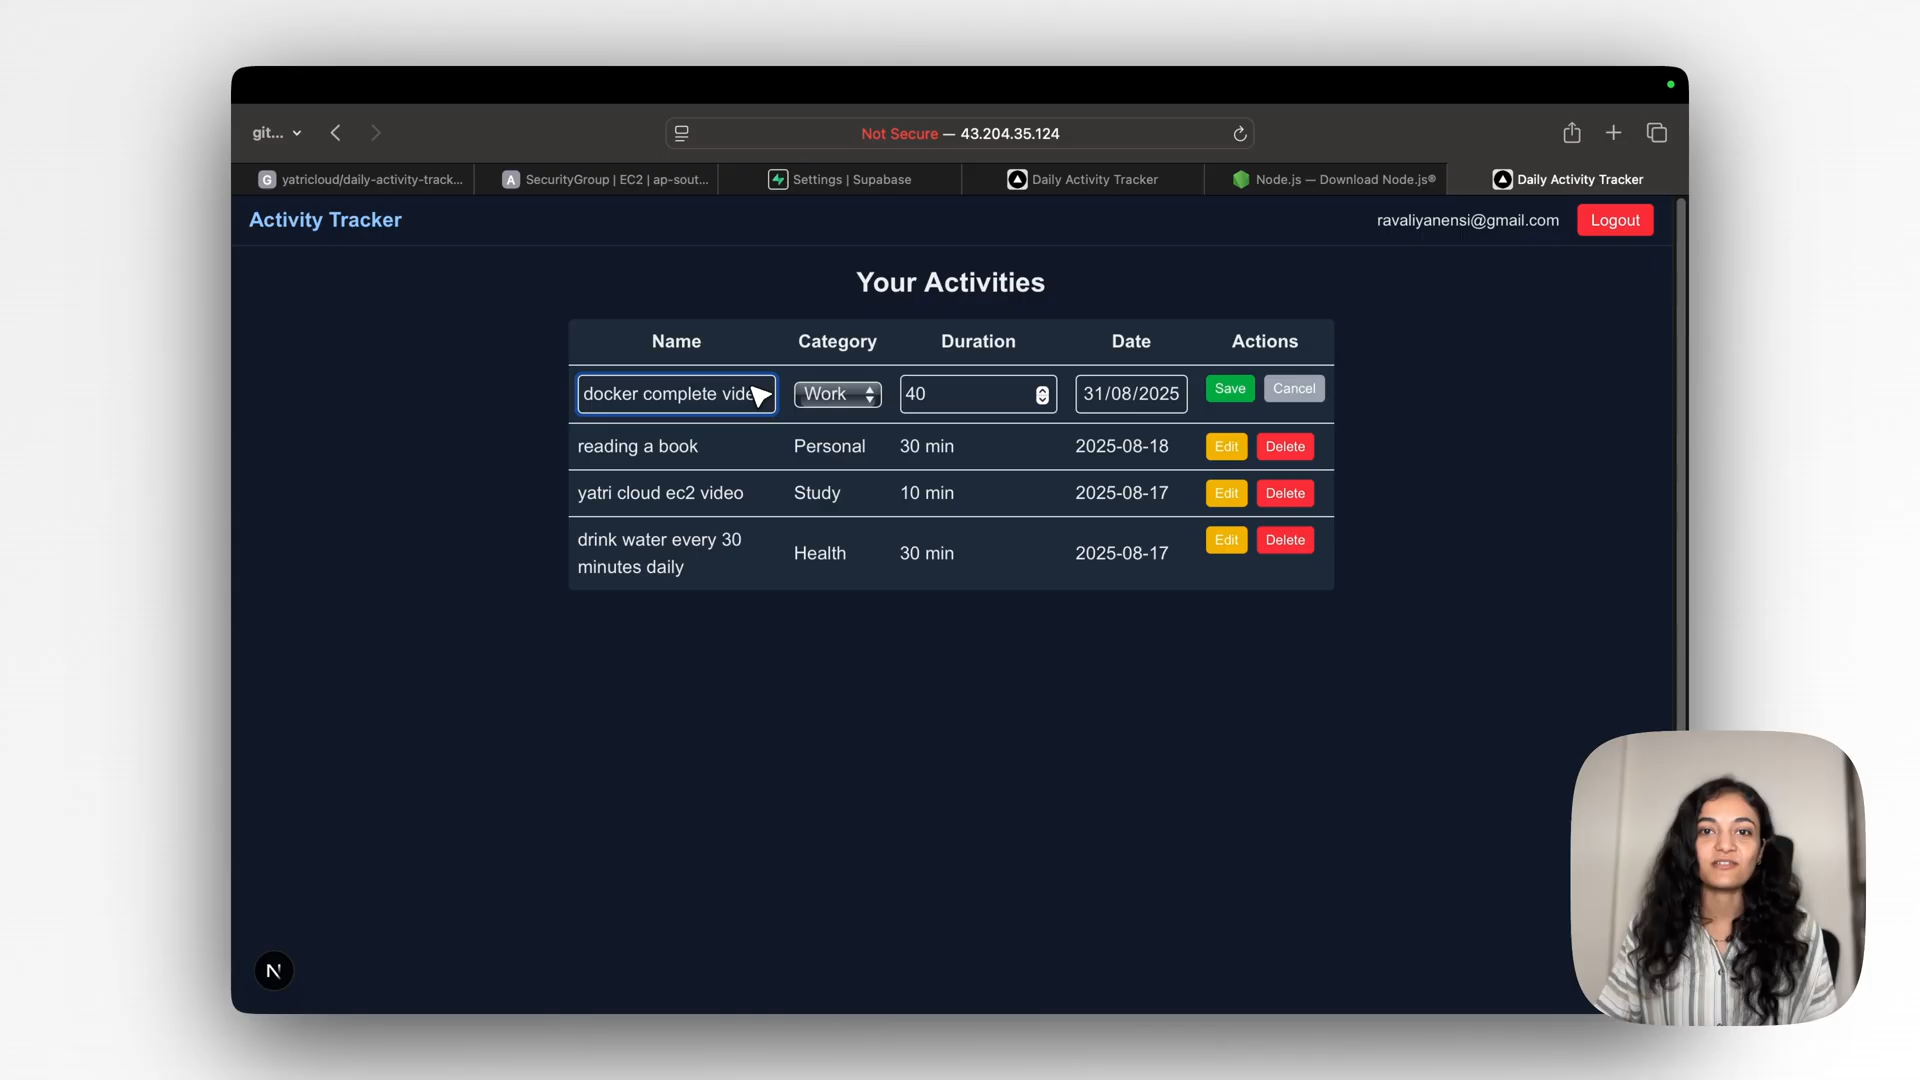 git...
Not Secure — 43.204.35.124
G yatricloud/daily-activity-track...
A SecurityGroup | EC2 | ap-sout...
Settings | Supabase
Daily Activity Tracker
Node.js — Download Node.js®
Daily Activity Tracker
Activity Tracker
ravaliyanensi@gmail.com
Logout
Your Activities
Name Category Duration Date Actions
docker complete vide Work 40 31/08/2025 Save Cancel
reading a book Personal 30 min 2025-08-18 Edit Delete
yatri cloud ec2 video Study 10 min 2025-08-17 Edit Delete
drink water every 30
minutes daily Health 30 min 2025-08-17 Edit Delete
N